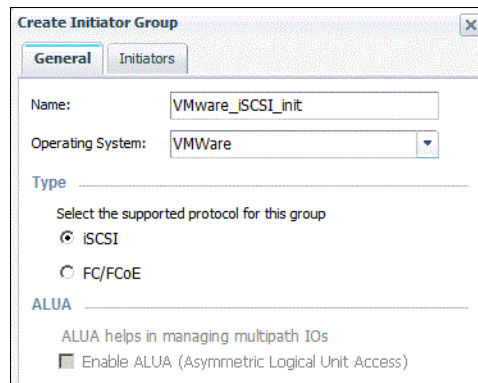 Create Initiator Group
General Initiators
Name: VMware_iSCSI_init
Operating System: VMWare
Type
Select the supported protocol for this group
iSCSI
FC/FCoE
ALUA
ALUA helps in managing multipath IOs
Enable ALUA (Asymmetric Logical Unit Access)